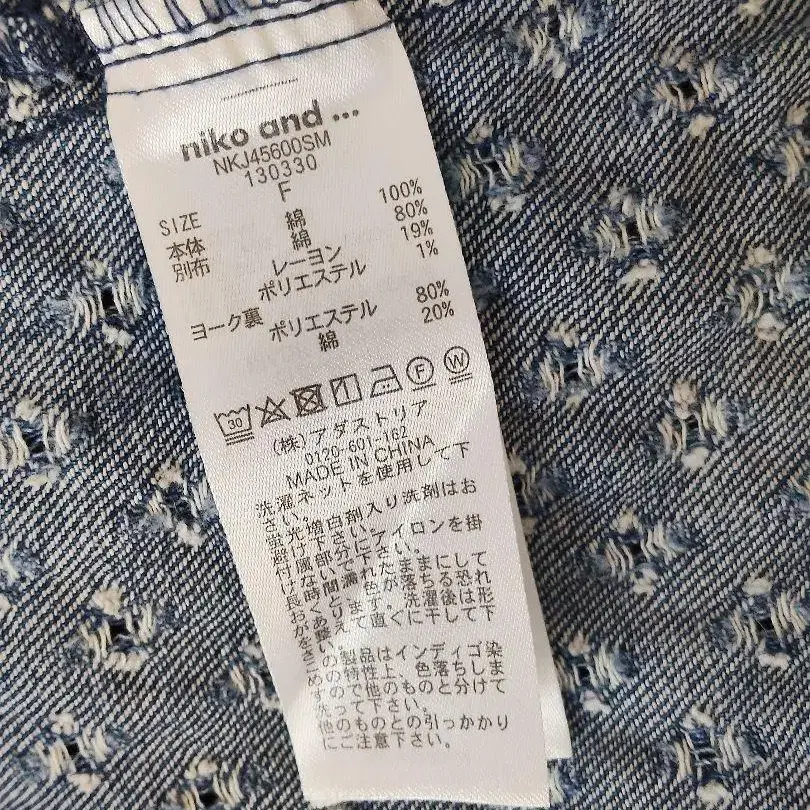 niko and ...
NKJ45600SM
130330
SIZE F
本体 綿 100%
別布 綿 80%
レーヨン 19%
ポリエステル 1%
ヨーク裏 ポリエステル 80%
綿 20%
30 F W
(株)アダストリア
0120-601-162
MADE IN CHINA
洗濯ネットを使用して下
さい。
蛍光増白剤入り洗剤はお
避け下さい。アイロンを掛
付属部分に
けないで下さい。
長時間濡れたままにして
おくと色が落ちる恐れ
があります。洗濯後は形
を整えて直ぐに干して下
さい。
この製品はインディゴ染
めの特性上、色落ちしま
すので他のものと分けて
洗って下さい。
他のものとの引っかかり
にご注意下さい。